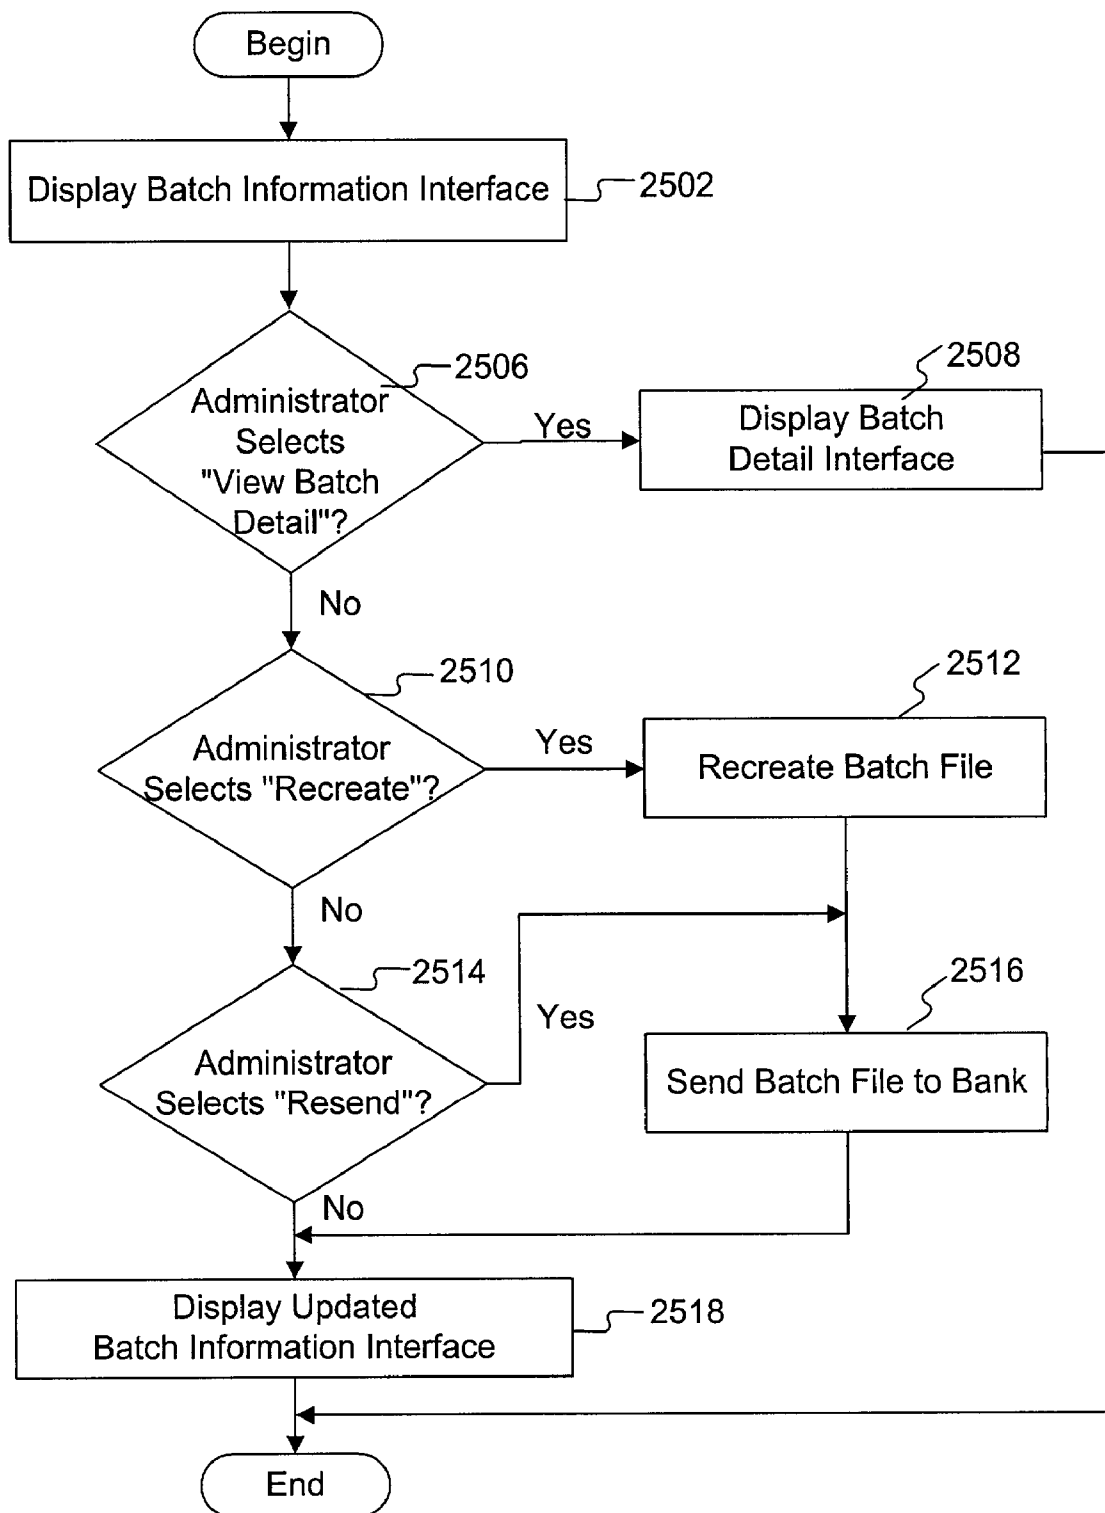 Begin
Display Batch Information Interface
2502
2506
Administrator
Selects
"View Batch
Detail"?
Yes
2508
Display Batch
Detail Interface
No
2510
Administrator
Selects "Recreate"?
Yes
2512
Recreate Batch File
No
2514
Administrator
Selects "Resend"?
Yes
2516
Send Batch File to Bank
No
Display Updated
Batch Information Interface
2518
End